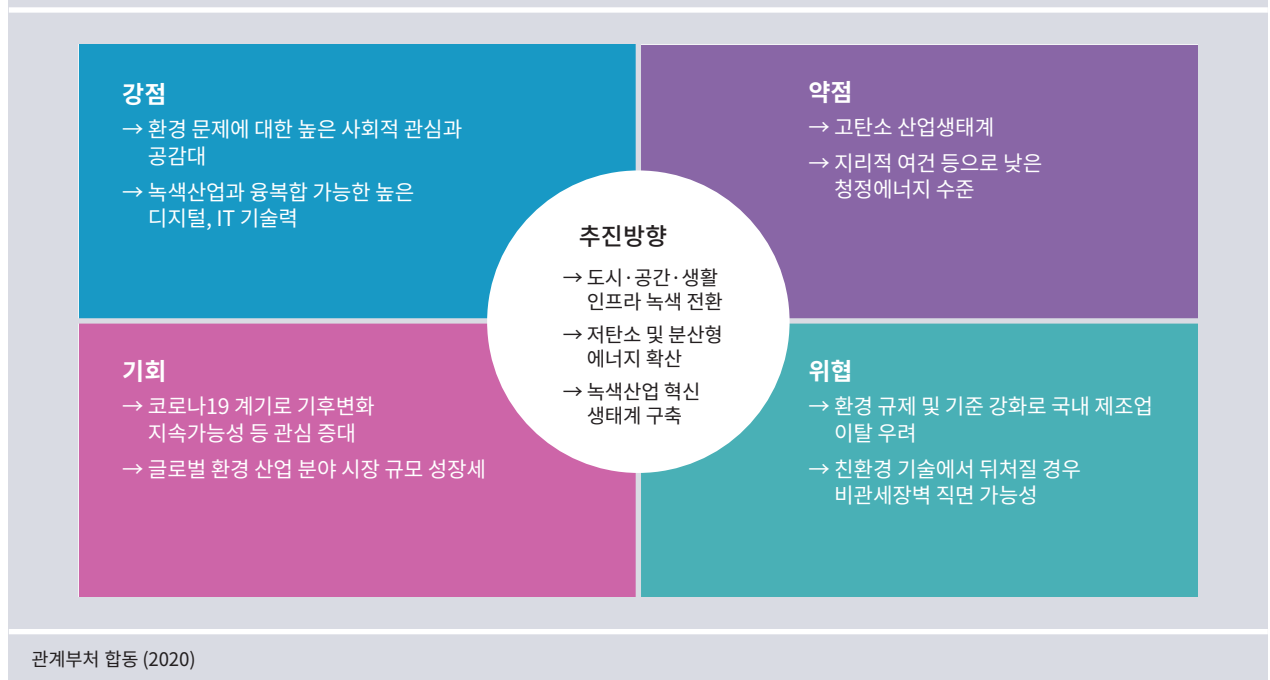 강점
→ 환경 문제에 대한 높은 사회적 관심과
공감대
→ 녹색산업과 융복합 가능한 높은
디지털, IT 기술력
약점
→ 고탄소 산업생태계
→ 지리적 여건 등으로 낮은
청정에너지 수준
추진방향
→ 도시·공간·생활
인프라 녹색 전환
→ 저탄소 및 분산형
에너지 확산
→ 녹색산업 혁신
생태계 구축
기회
→ 코로나19 계기로 기후변화
지속가능성 등 관심 증대
→ 글로벌 환경 산업 분야 시장 규모 성장세
위협
→ 환경 규제 및 기준 강화로 국내 제조업
이탈 우려
→ 친환경 기술에서 뒤처질 경우
비관세장벽 직면 가능성
관계부처 합동 (2020)